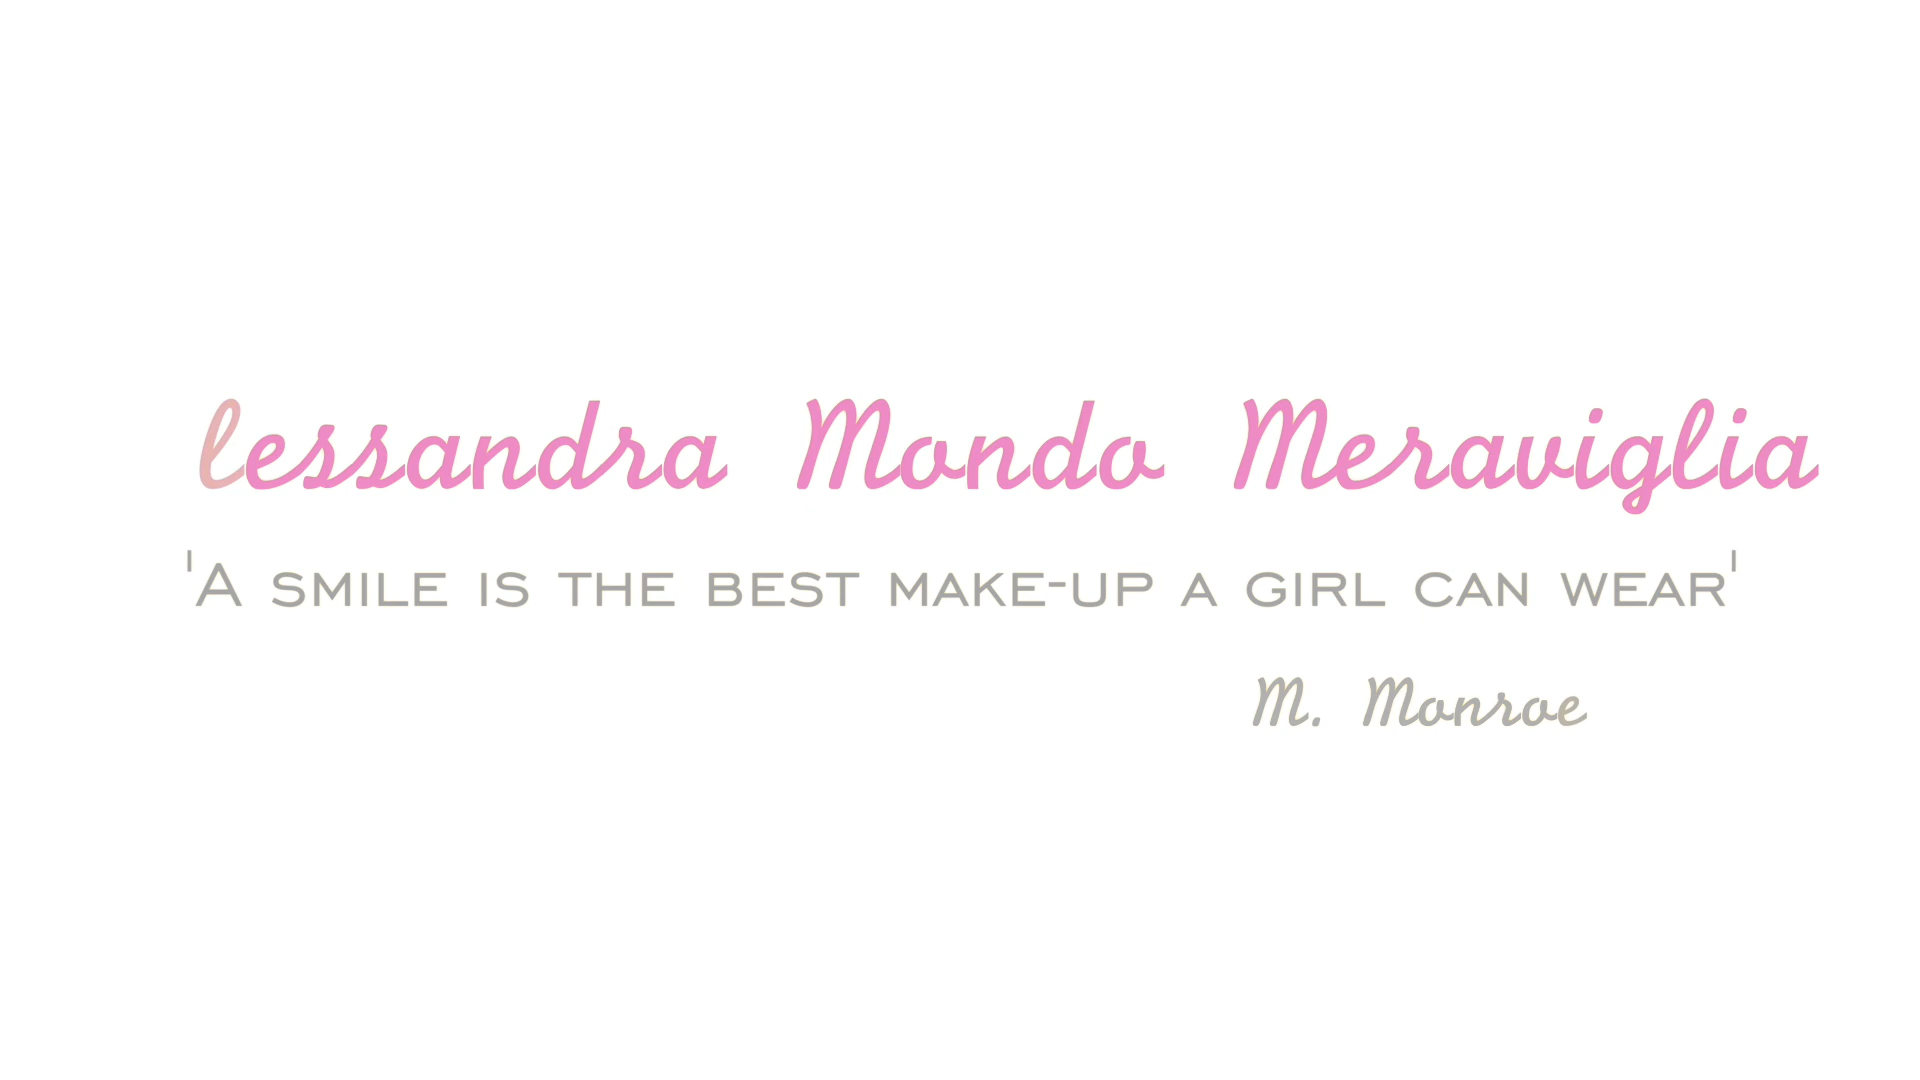 lessandra Mondo Meraviglia
'A SMILE IS THE BEST MAKE-UP A GIRL CAN WEAR'
M. Monroe